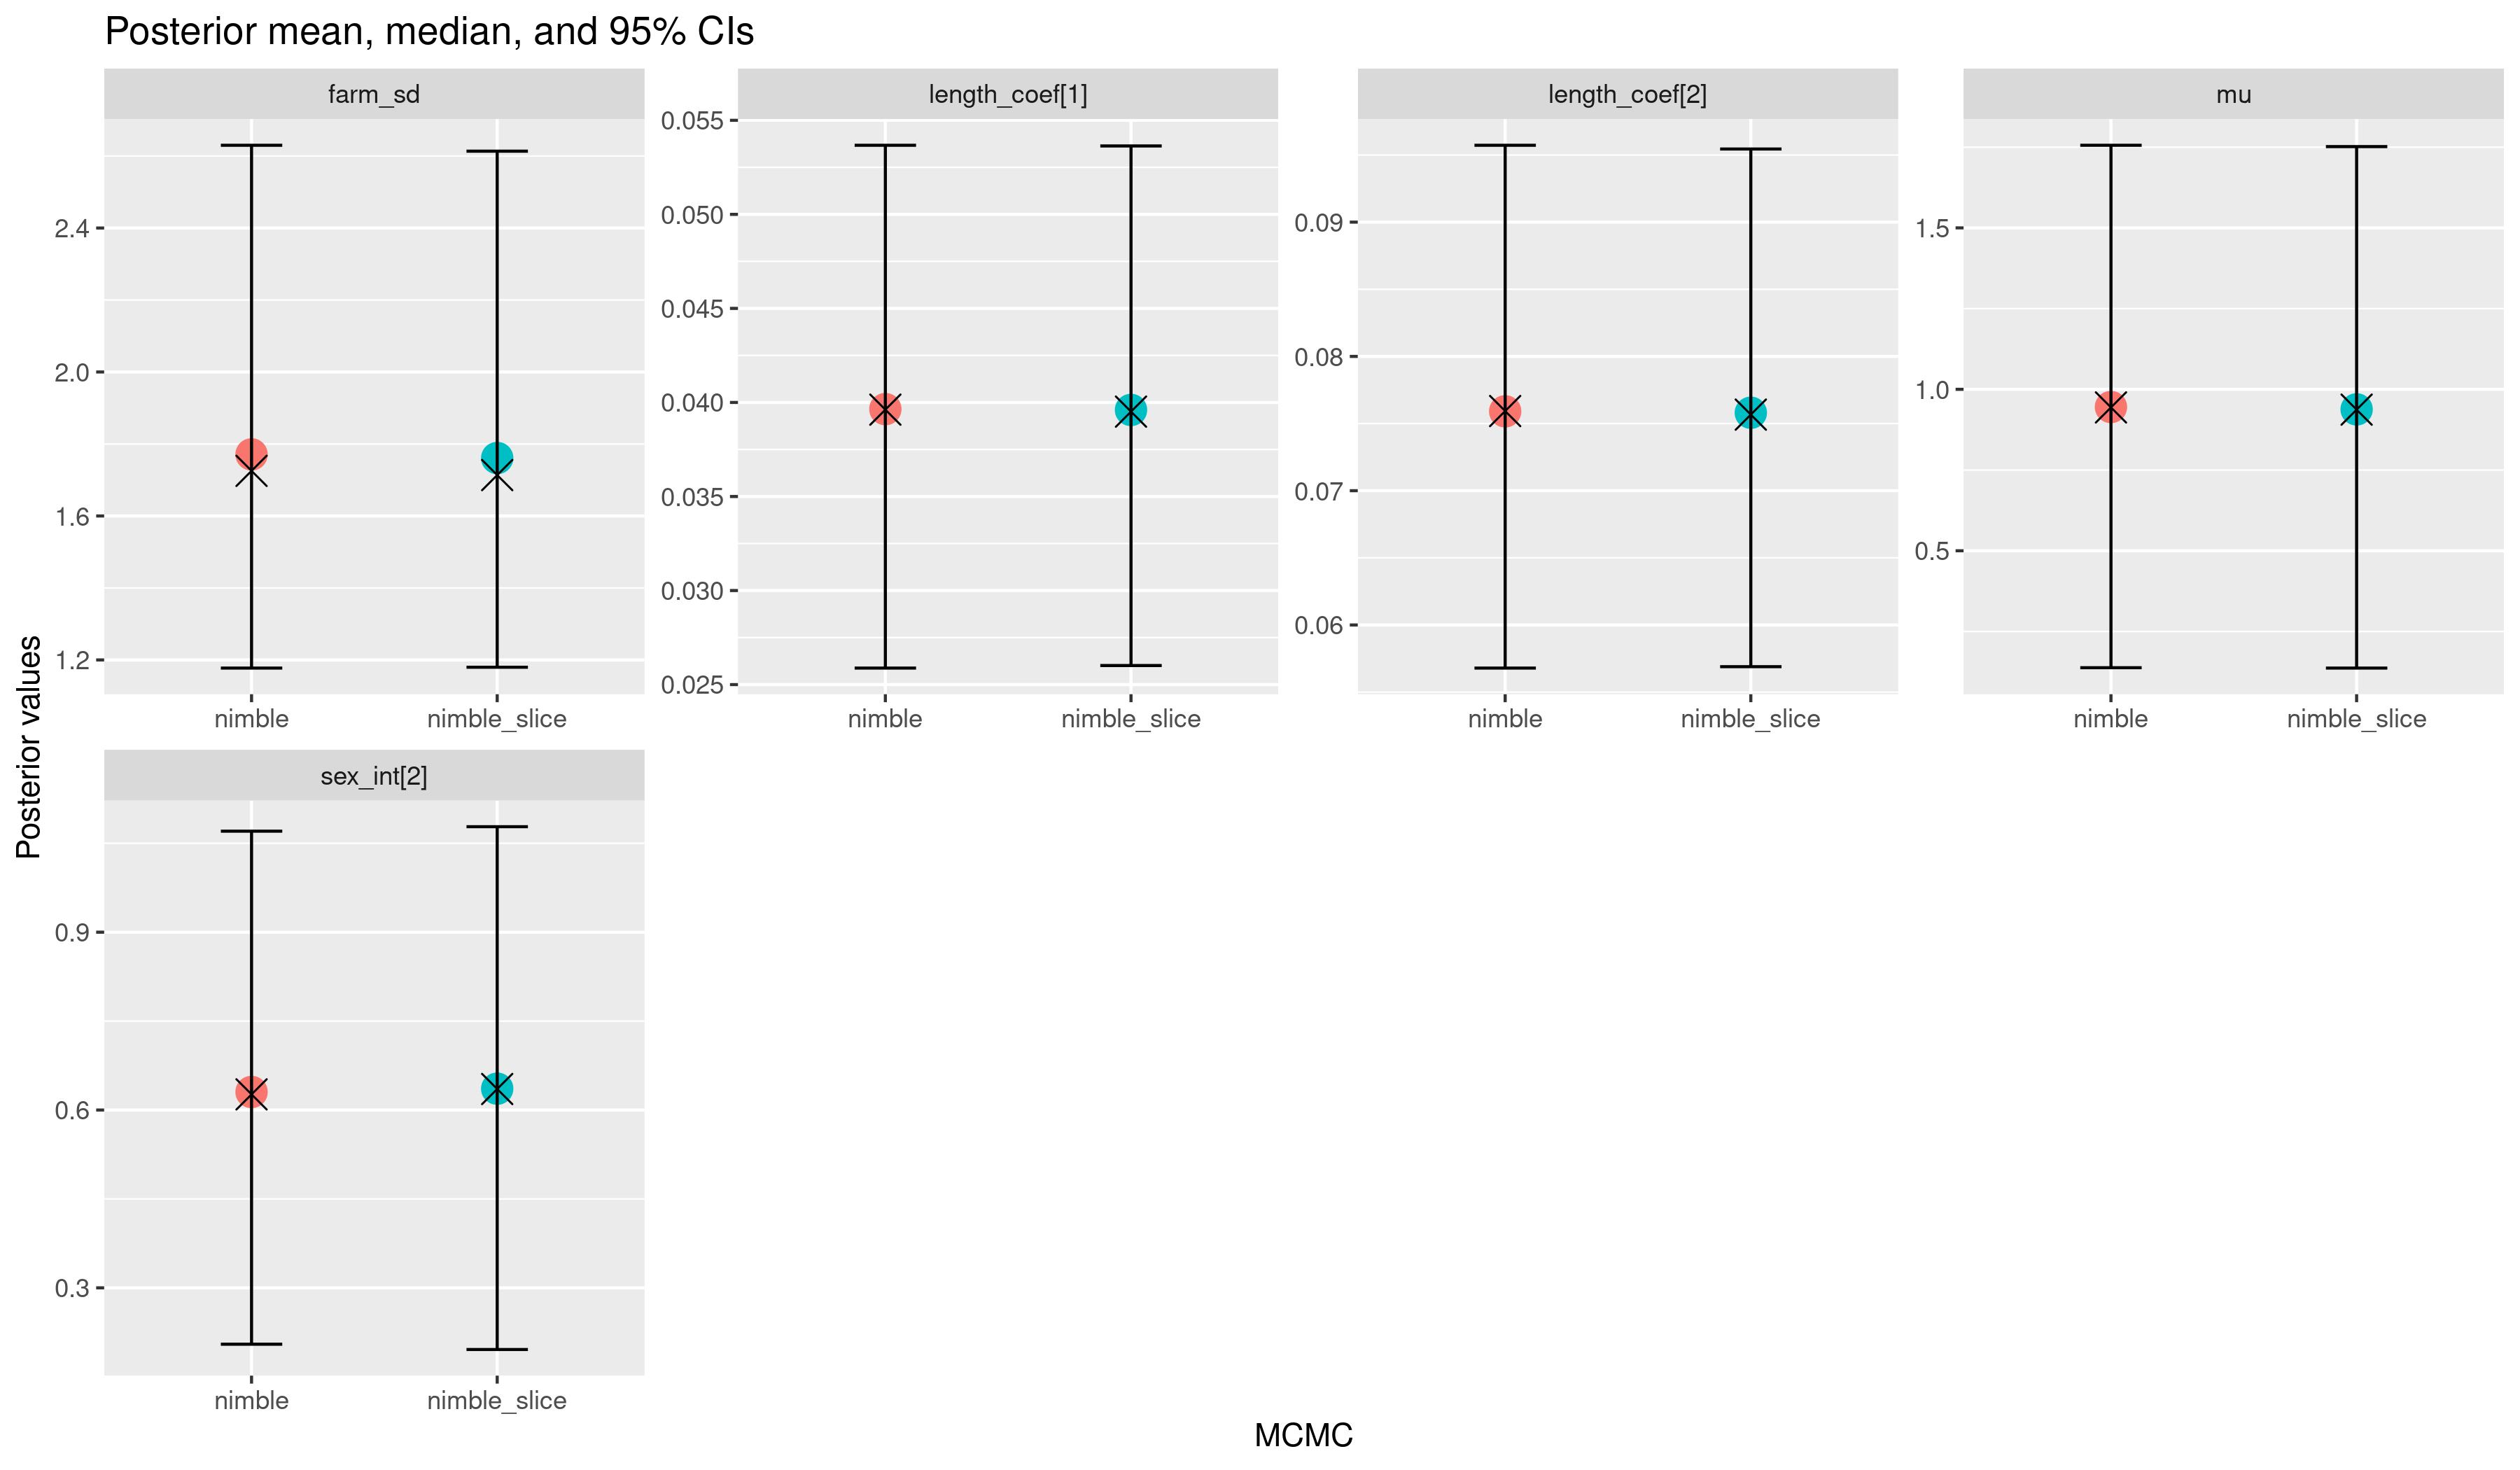 Posterior mean, median, and 95% CIs
farm_sd
length_coef[1]
length_coef[2]
mu
2.4
2.0
1.6
1.2
0.055
0.050
0.045
0.040
0.035
0.030
0.025
0.09
0.08
0.07
0.06
1.5
1.0
0.5
nimble nimble_slice
nimble nimble_slice
nimble nimble_slice
nimble nimble_slice
Posterior values
sex_int[2]
0.9
0.6
0.3
nimble nimble_slice
MCMC